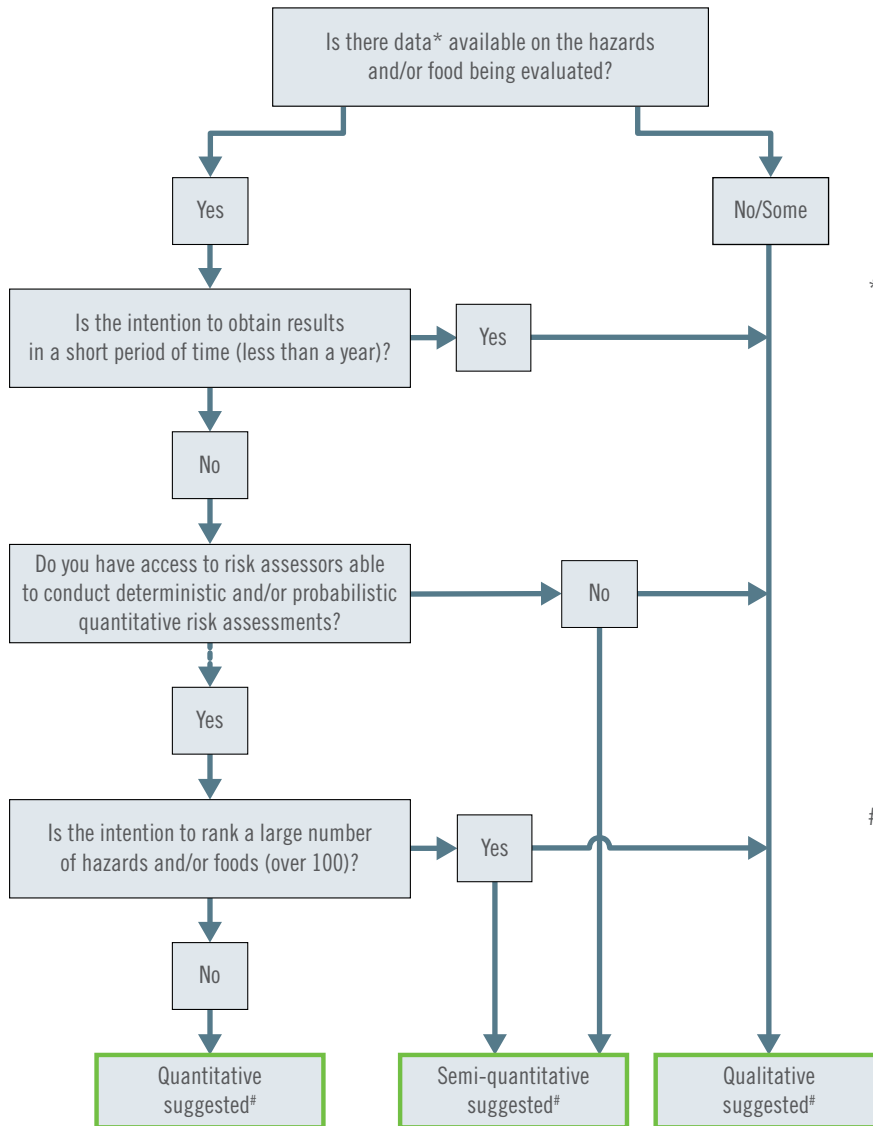 Is there data* available on the hazards
and/or food being evaluated?
Yes
No/Some
*
Is the intention to obtain results
in a short period of time (less than a year)?
Yes
No
Do you have access to risk assessors able
to conduct deterministic and/or probabilistic
quantitative risk assessments?
No
Yes
Is the intention to rank a large number
of hazards and/or foods (over 100)?
Yes
#
No
Quantitative
suggested#
Semi-quantitative
suggested#
Qualitative
suggested#